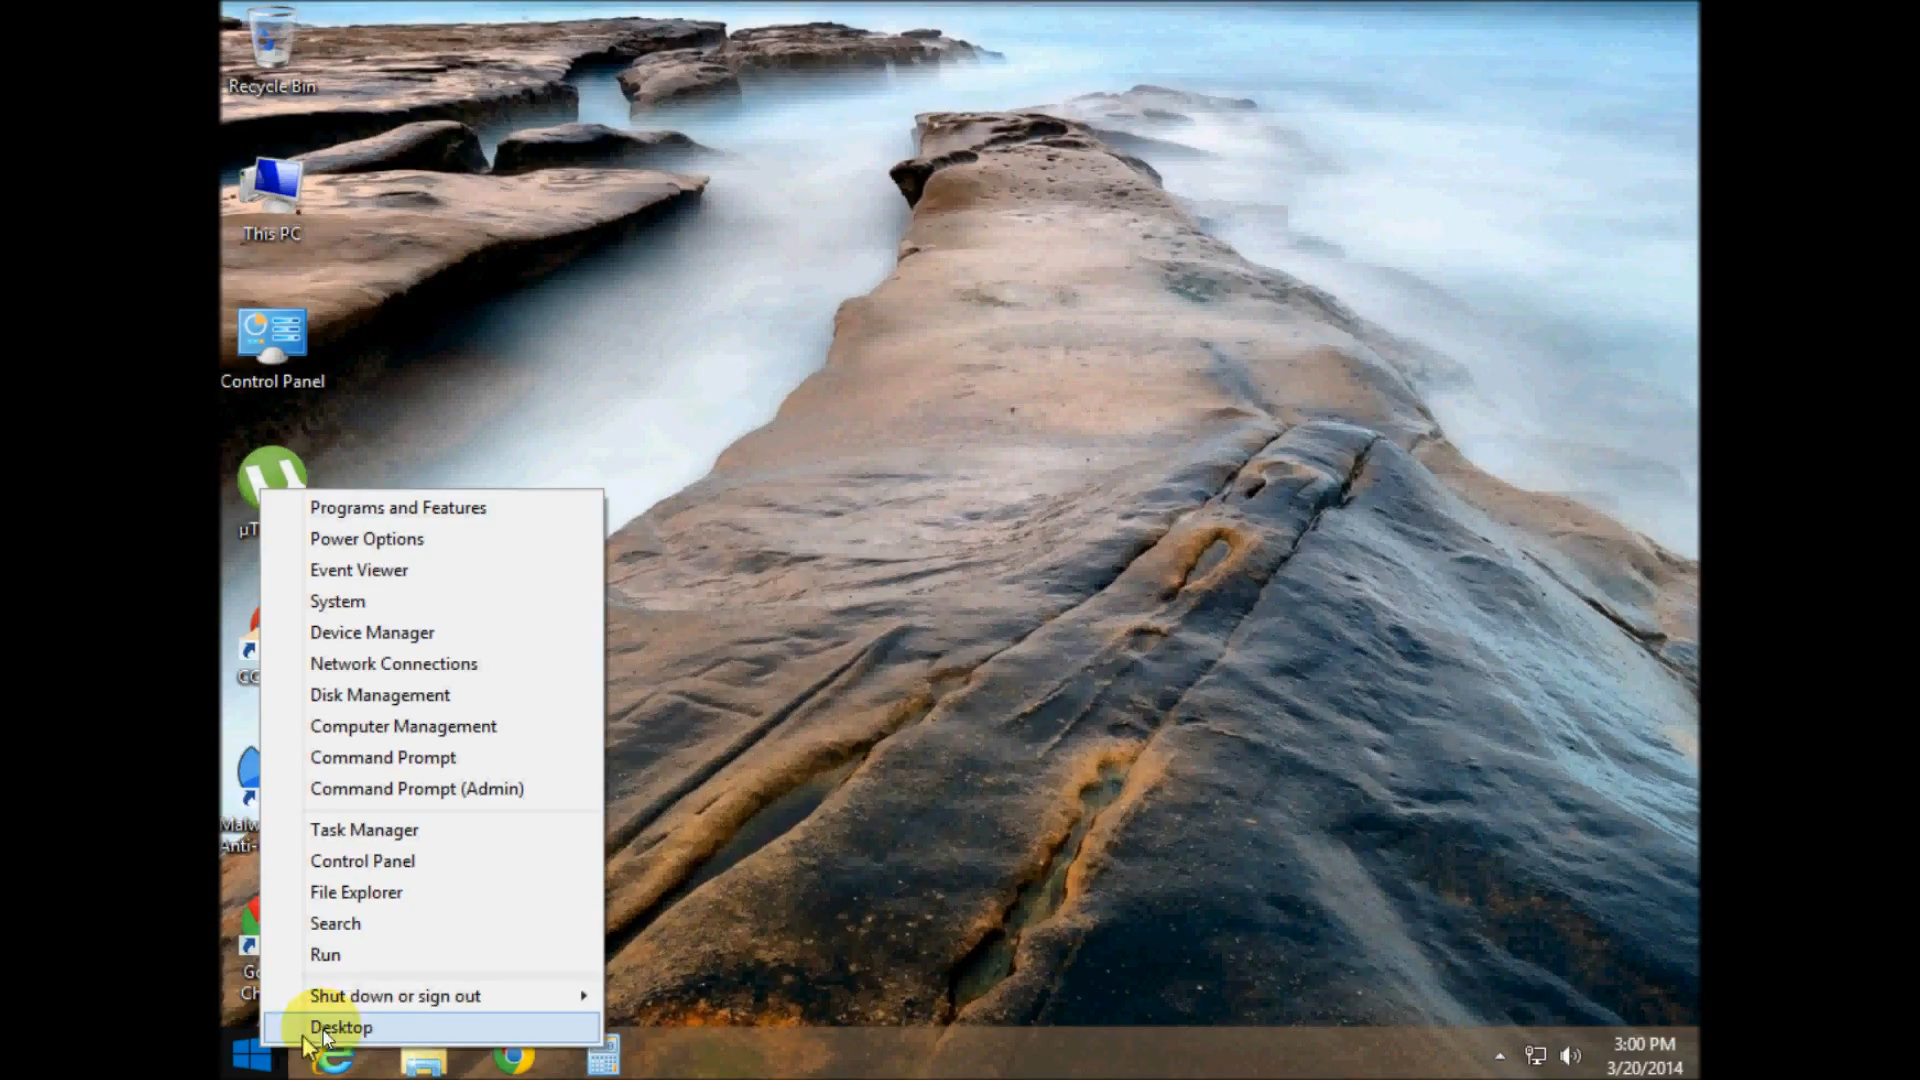 Recycle Bin
This PC
Control Panel
Programs and Features
Power Options
Event Viewer
System
Device Manager
Network Connections
Disk Management
Computer Management
Command Prompt
Command Prompt (Admin)
Task Manager
Control Panel
File Explorer
Search
Run
Shut down or sign out
Desktop
3:00 PM
3/20/2014